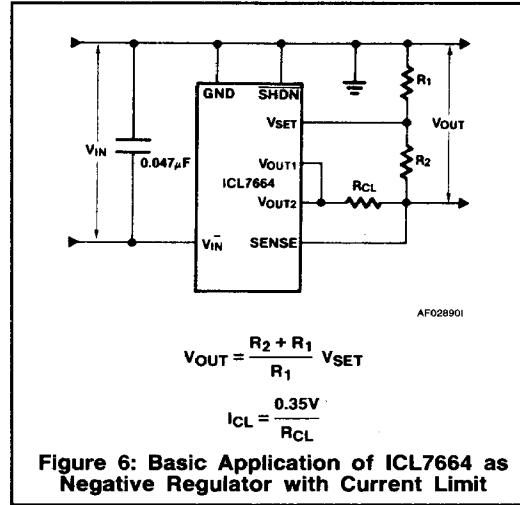 GND
SHDN
R1
VSET
VOUT
VIN
0.047μF
VOUT1
R2
ICL7664
RCL
VOUT2
VIN-
SENSE
AF02890I
VOUT = (R2 + R1) / R1 VSET
ICL = 0.35V / RCL
Figure 6: Basic Application of ICL7664 as
Negative Regulator with Current Limit